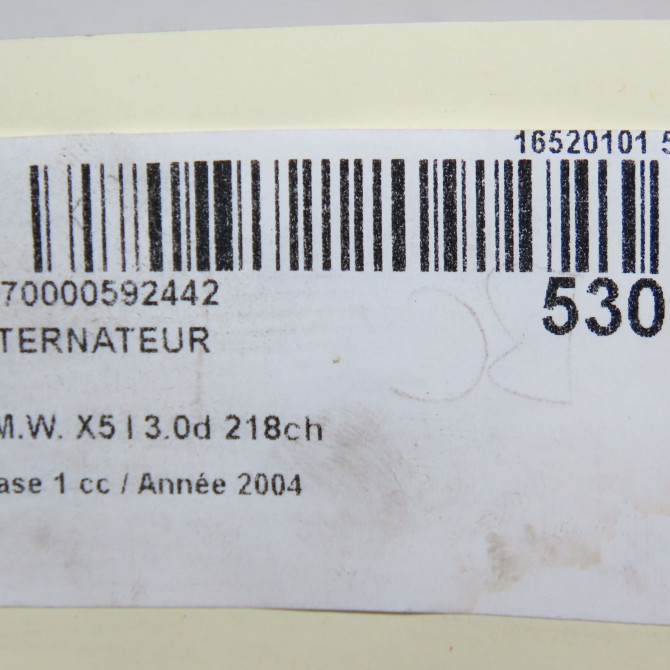 16520101 5
70000592442
530
TERNATEUR
M.W. X5 I 3.0d 218ch
ase 1 cc / Année 2004